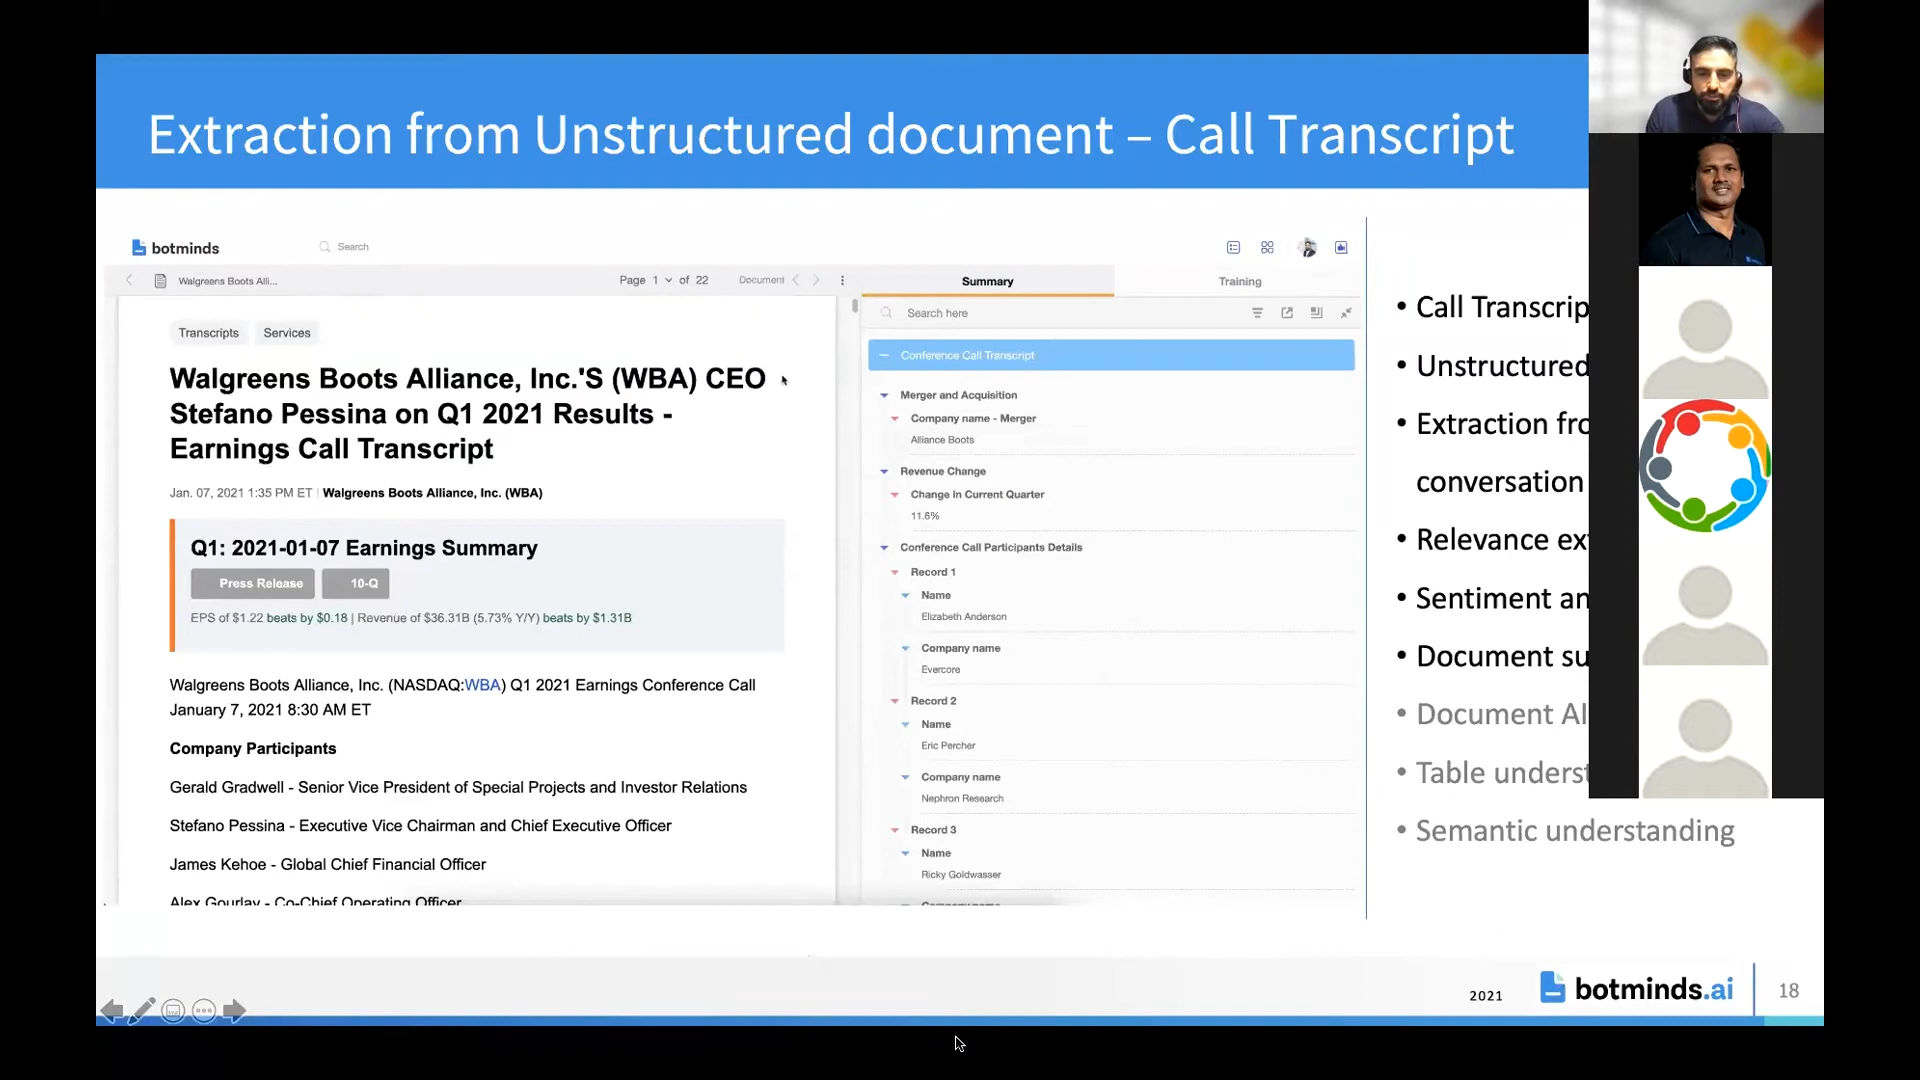 Extraction from Unstructured document – Call Transcript
botminds
Search
Walgreens Boots Alli...
Page 1 of 22
Document
Summary
Training
Transcripts
Services
Walgreens Boots Alliance, Inc.'S (WBA) CEO
Stefano Pessina on Q1 2021 Results -
Earnings Call Transcript
Jan. 07, 2021 1:35 PM ET | Walgreens Boots Alliance, Inc. (WBA)
Q1: 2021-01-07 Earnings Summary
Press Release
10-Q
EPS of $1.22 beats by $0.18 | Revenue of $36.31B (5.73% Y/Y) beats by $1.31B
Walgreens Boots Alliance, Inc. (NASDAQ:WBA) Q1 2021 Earnings Conference Call
January 7, 2021 8:30 AM ET
Company Participants
Gerald Gradwell - Senior Vice President of Special Projects and Investor Relations
Stefano Pessina - Executive Vice Chairman and Chief Executive Officer
James Kehoe - Global Chief Financial Officer
Alex Gourlay - Co-Chief Operating Officer
Search here
Conference Call Transcript
Merger and Acquisition
Company name - Merger
Alliance Boots
Revenue Change
Change in Current Quarter
11.6%
Conference Call Participants Details
Record 1
Name
Elizabeth Anderson
Company name
Evercore
Record 2
Name
Eric Percher
Company name
Nephron Research
Record 3
Name
Ricky Goldwasser
Company name
• Call Transcrip
• Unstructured
• Extraction fro
conversation
• Relevance ex
• Sentiment an
• Document su
• Document AI
• Table underst
• Semantic understanding
2021
botminds.ai
18